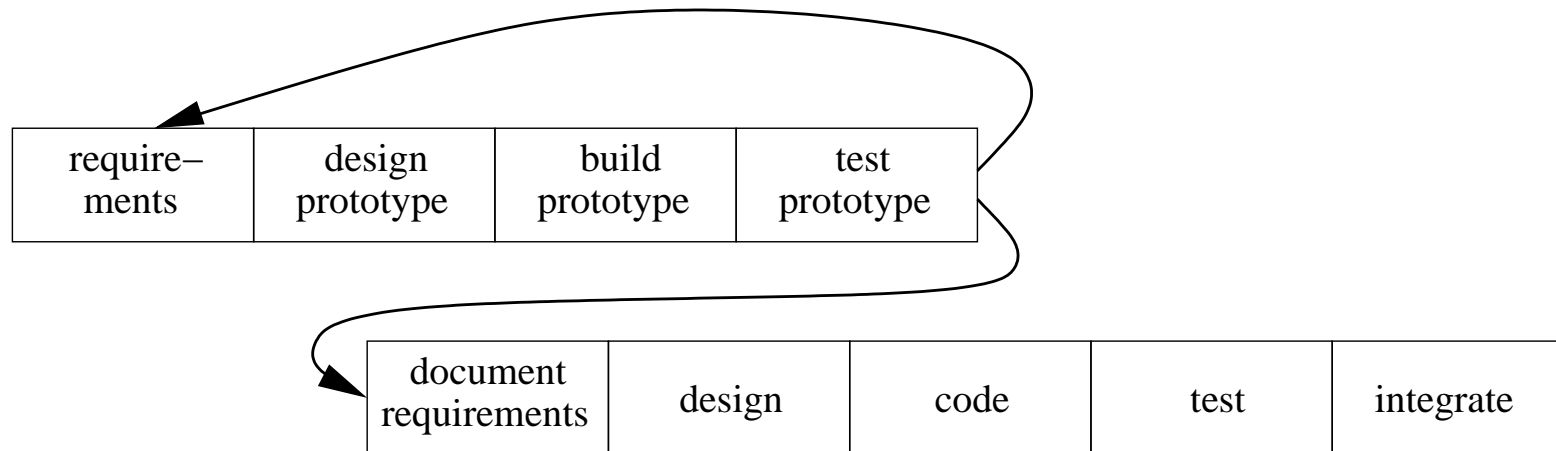 require–
ments
design
prototype
build
prototype
test
prototype
document
requirements
design
code
test
integrate